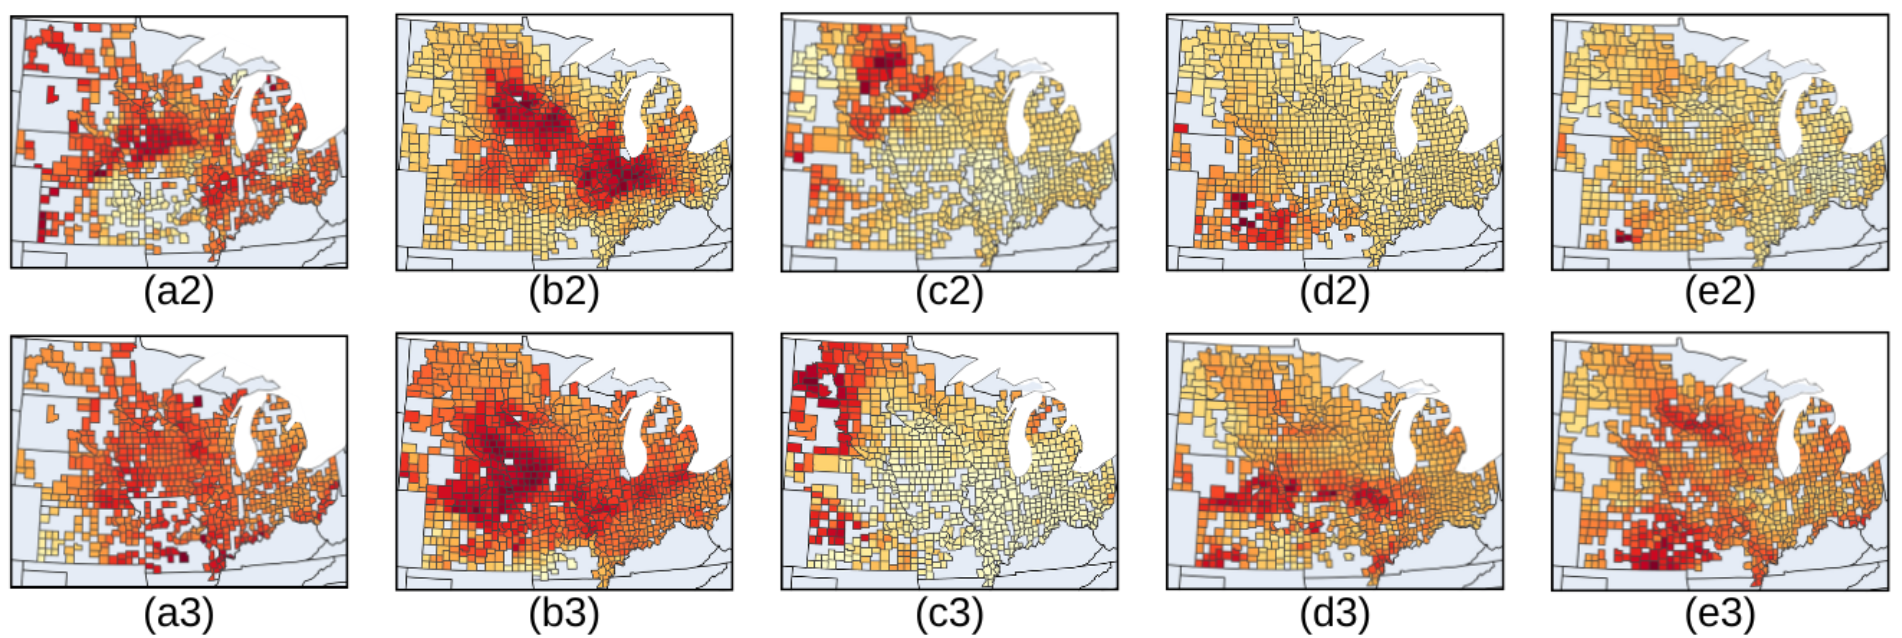 (a2) (b2) (c2) (d2) (e2)
(a3) (b3) (c3) (d3) (e3)